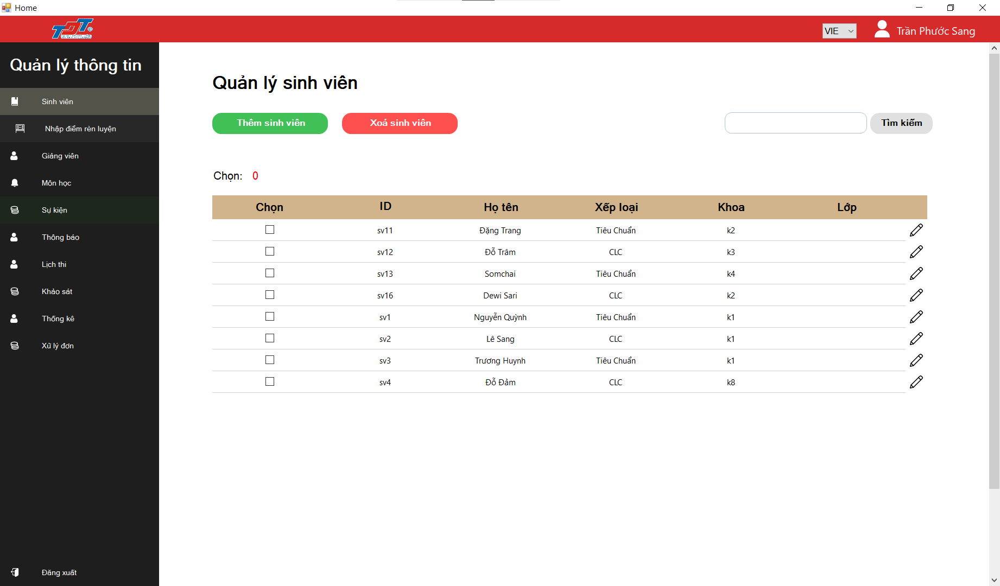 Home
TDT
VIE
Trần Phước Sang
Quản lý thông tin
Sinh viên
Nhập điểm rèn luyện
Giảng viên
Môn học
Sự kiện
Thông báo
Lịch thi
Khảo sát
Thống kê
Xử lý đơn
Đăng xuất
Quản lý sinh viên
Thêm sinh viên
Xoá sinh viên
Tìm kiếm
Chọn: 0
Chọn ID Họ tên Xếp loại Khoa Lớp
sv11 Đặng Trang Tiêu Chuẩn k2
sv12 Đỗ Trâm CLC k3
sv13 Somchai Tiêu Chuẩn k4
sv16 Dewi Sari CLC k2
sv1 Nguyễn Quỳnh Tiêu Chuẩn k1
sv2 Lê Sang CLC k1
sv3 Trương Huynh Tiêu Chuẩn k1
sv4 Đỗ Đảm CLC k8